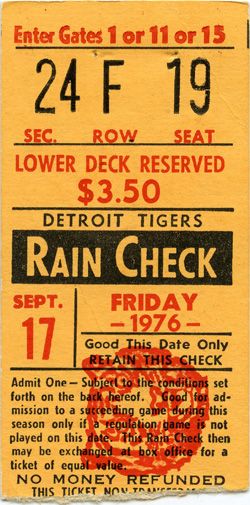 Enter Gates 1 or 11 or 15
24 F 19
SEC. ROW SEAT
LOWER DECK RESERVED
$3.50
DETROIT TIGERS
RAIN CHECK
SEPT. 17
FRIDAY
—1976—
Good This Date Only
RETAIN THIS CHECK
Admit One— Subject to the conditions set
forth on the back hereof. Good for ad-
mission to a succeeding game during this
season only if a regulation game is not
played on this date. This Rain Check then
may be exchanged at box office for a
ticket of equal value.
NO MONEY REFUNDED
THIS TICKET NOT TRANSFERABLE